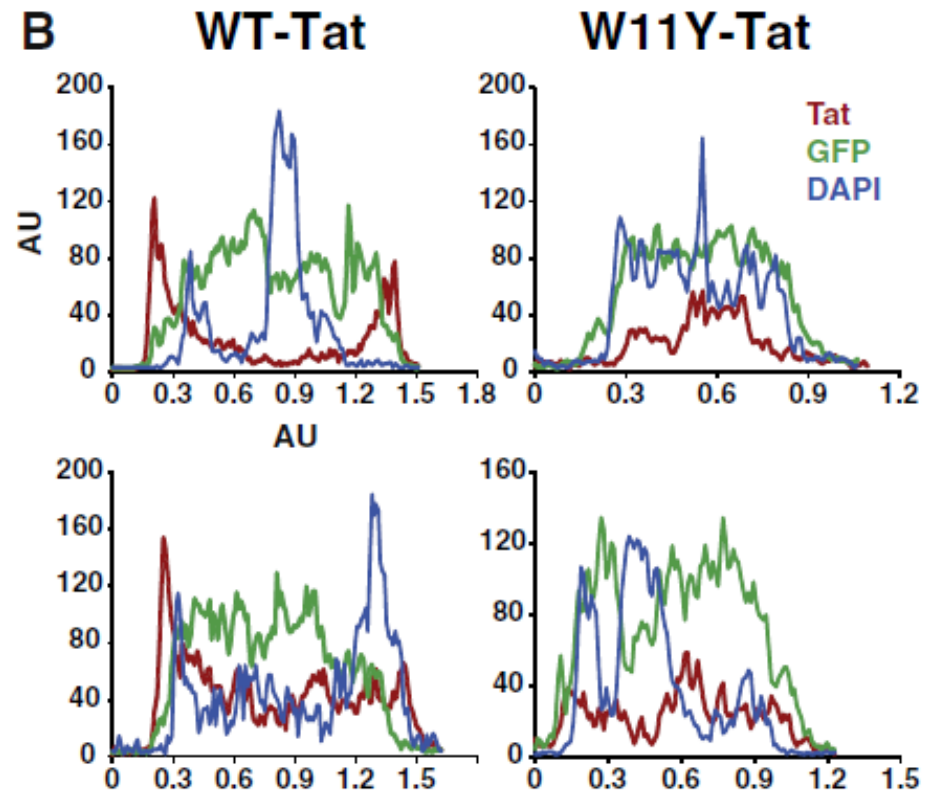 B WT-Tat W11Y-Tat
200 200
160 160
120 120
80 80
40 40
0 0
AU
Tat
GFP
DAPI
0 0.3 0.6 0.9 1.2 1.5 1.8 0 0.3 0.6 0.9 1.2
AU
200 160
160
120 120
80 80
40 40
0 0
0 0.3 0.6 0.9 1.2 1.5 0 0.3 0.6 0.9 1.2 1.5